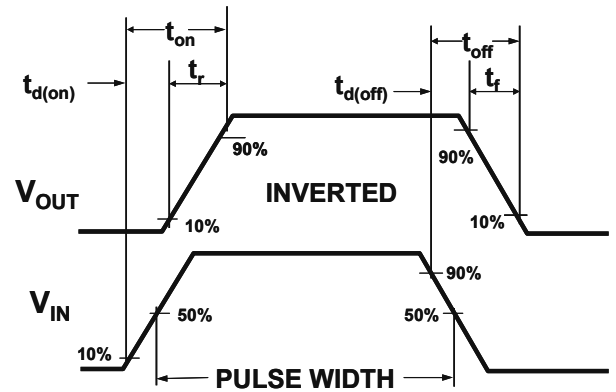 t_on
t_off
t_d(on)
t_r
t_d(off)
t_f
90%
90%
V_OUT
INVERTED
10%
10%
V_IN
90%
50%
50%
10%
PULSE WIDTH